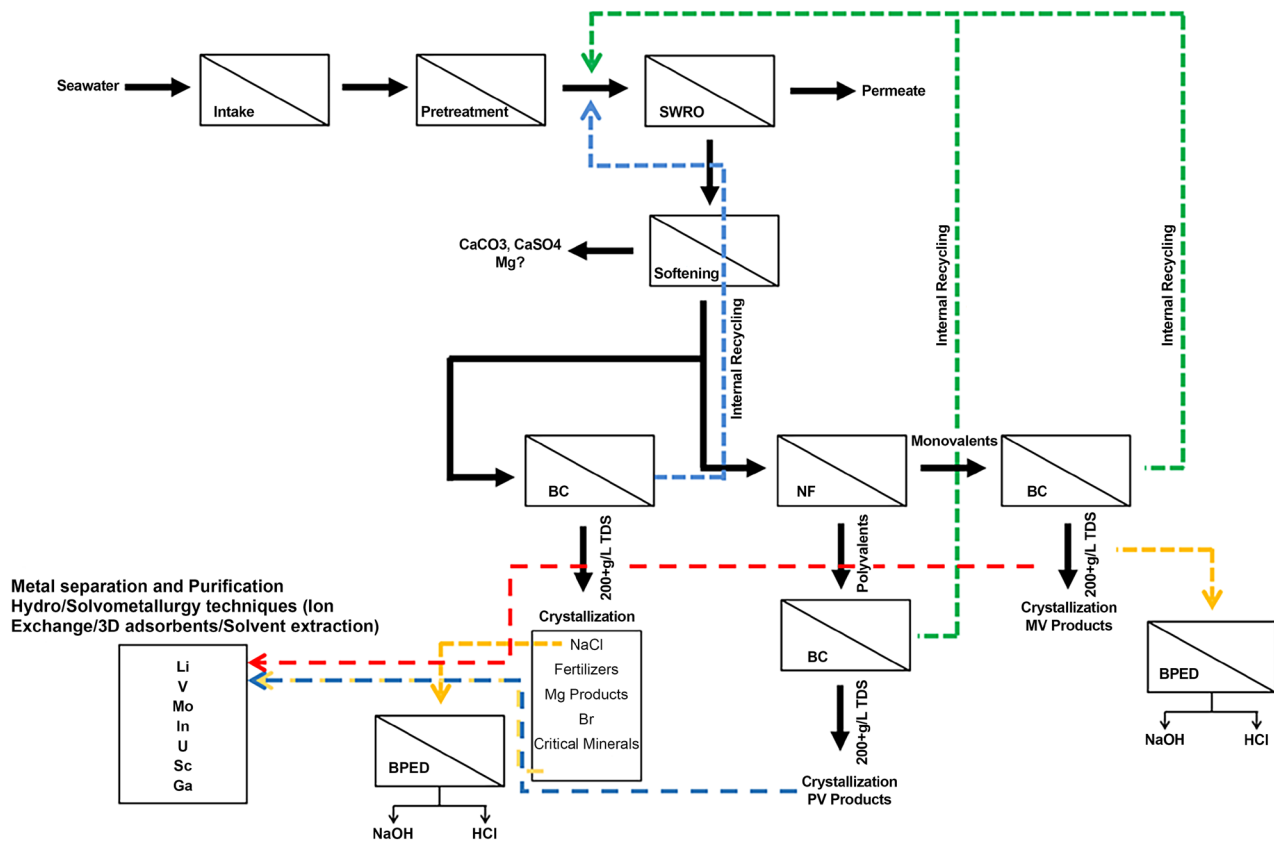 Seawater
Intake
Pretreatment
SWRO
Permeate
CaCO3, CaSO4
Mg?
Softening
Internal Recycling
Internal Recycling
Internal Recycling
BC
NF
Monovalents
BC
200+g/L TDS
Polyvalents
200+g/L TDS
Metal separation and Purification
Hydro/Solvometallurgy techniques (Ion
Exchange/3D adsorbents/Solvent extraction)
Crystallization
NaCl
Fertilizers
Mg Products
Br
Critical Minerals
Crystallization
MV Products
BC
BPED
NaOH
HCl
Li
V
Mo
In
U
Sc
Ga
BPED
NaOH
HCl
200+g/L TDS
Crystallization
PV Products